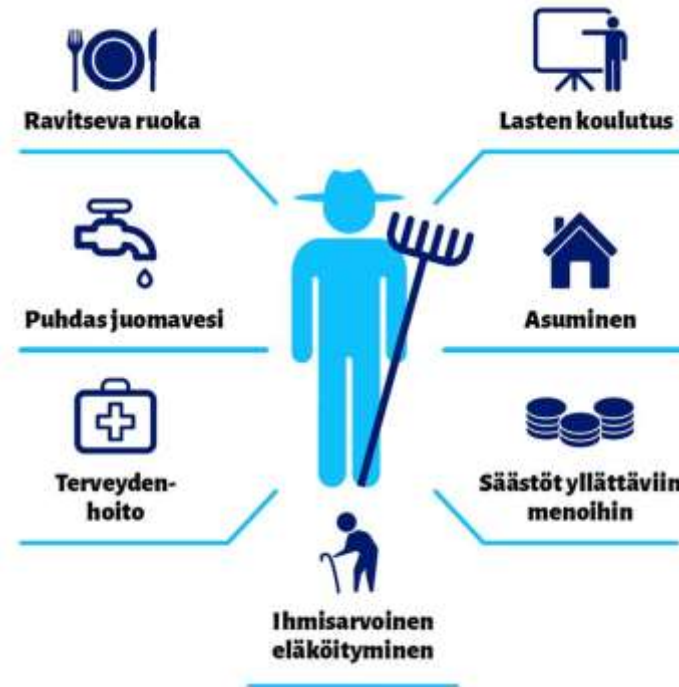 Ravitseva ruoka
Lasten koulutus
Puhdas juomavesi
Asuminen
Terveyden-
hoito
Säästöt yllättäviin
menoihin
Ihmisarvoinen
eläköityminen